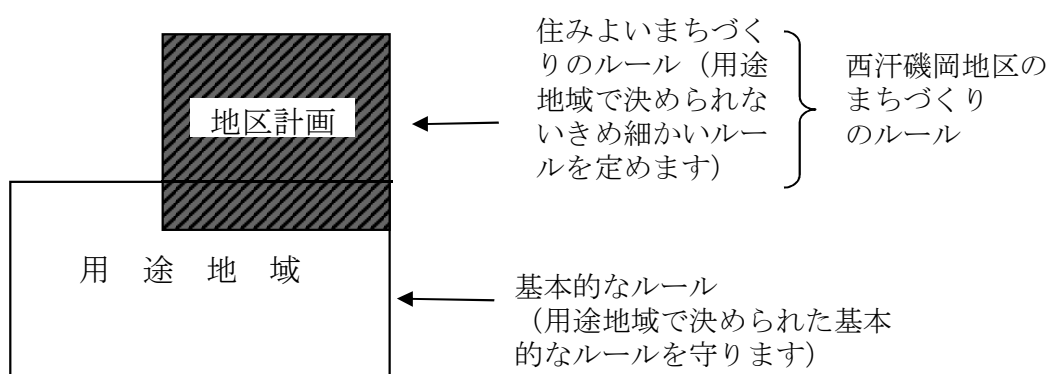 住みよいまちづく
りのルール（用途
地域で決められな
いきめ細かいルー
ルを定めます）
西汗磯岡地区の
まちづくり
のルール
地区計画
用　途　地　域
基本的なルール
（用途地域で決められた基本
的なルールを守ります）